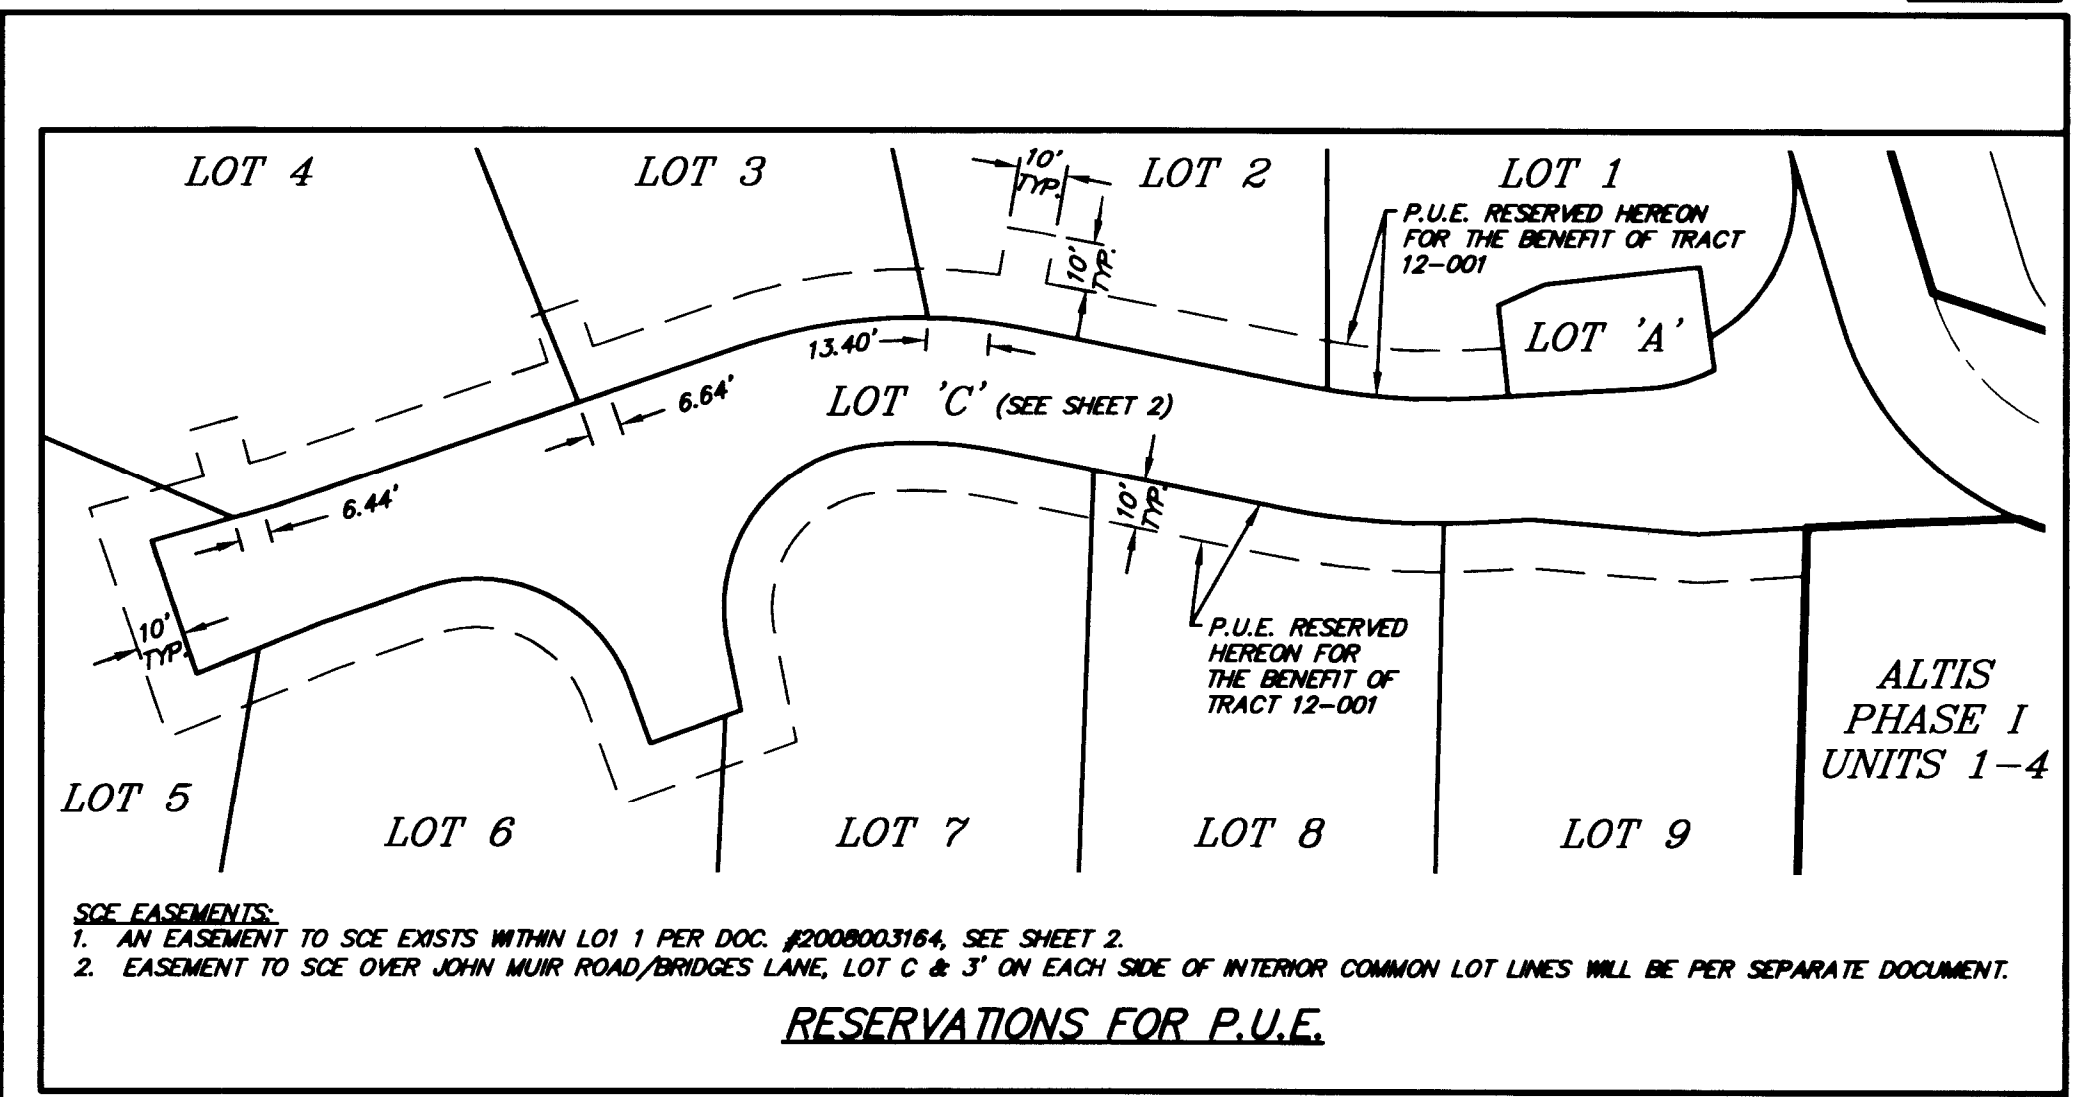 LOT 4
LOT 3
10'
TYP.
LOT 2
LOT 1
P.U.E. RESERVED HEREON
FOR THE BENEFIT OF TRACT
12-001
10'
TYP.
LOT 'A'
13.40'
6.64'
LOT 'C' (SEE SHEET 2)
6.44'
10'
TYP.
10'
TYP.
P.U.E. RESERVED
HEREON FOR
THE BENEFIT OF
TRACT 12-001
ALTIS
PHASE I
UNITS 1-4
LOT 5
LOT 6
LOT 7
LOT 8
LOT 9
SCE EASEMENTS:
1. AN EASEMENT TO SCE EXISTS WITHIN LO1 1 PER DOC. #2008003164, SEE SHEET 2.
2. EASEMENT TO SCE OVER JOHN MUIR ROAD/BRIDGES LANE, LOT C & 3' ON EACH SIDE OF INTERIOR COMMON LOT LINES WILL BE PER SEPARATE DOCUMENT.
RESERVATIONS FOR P.U.E.